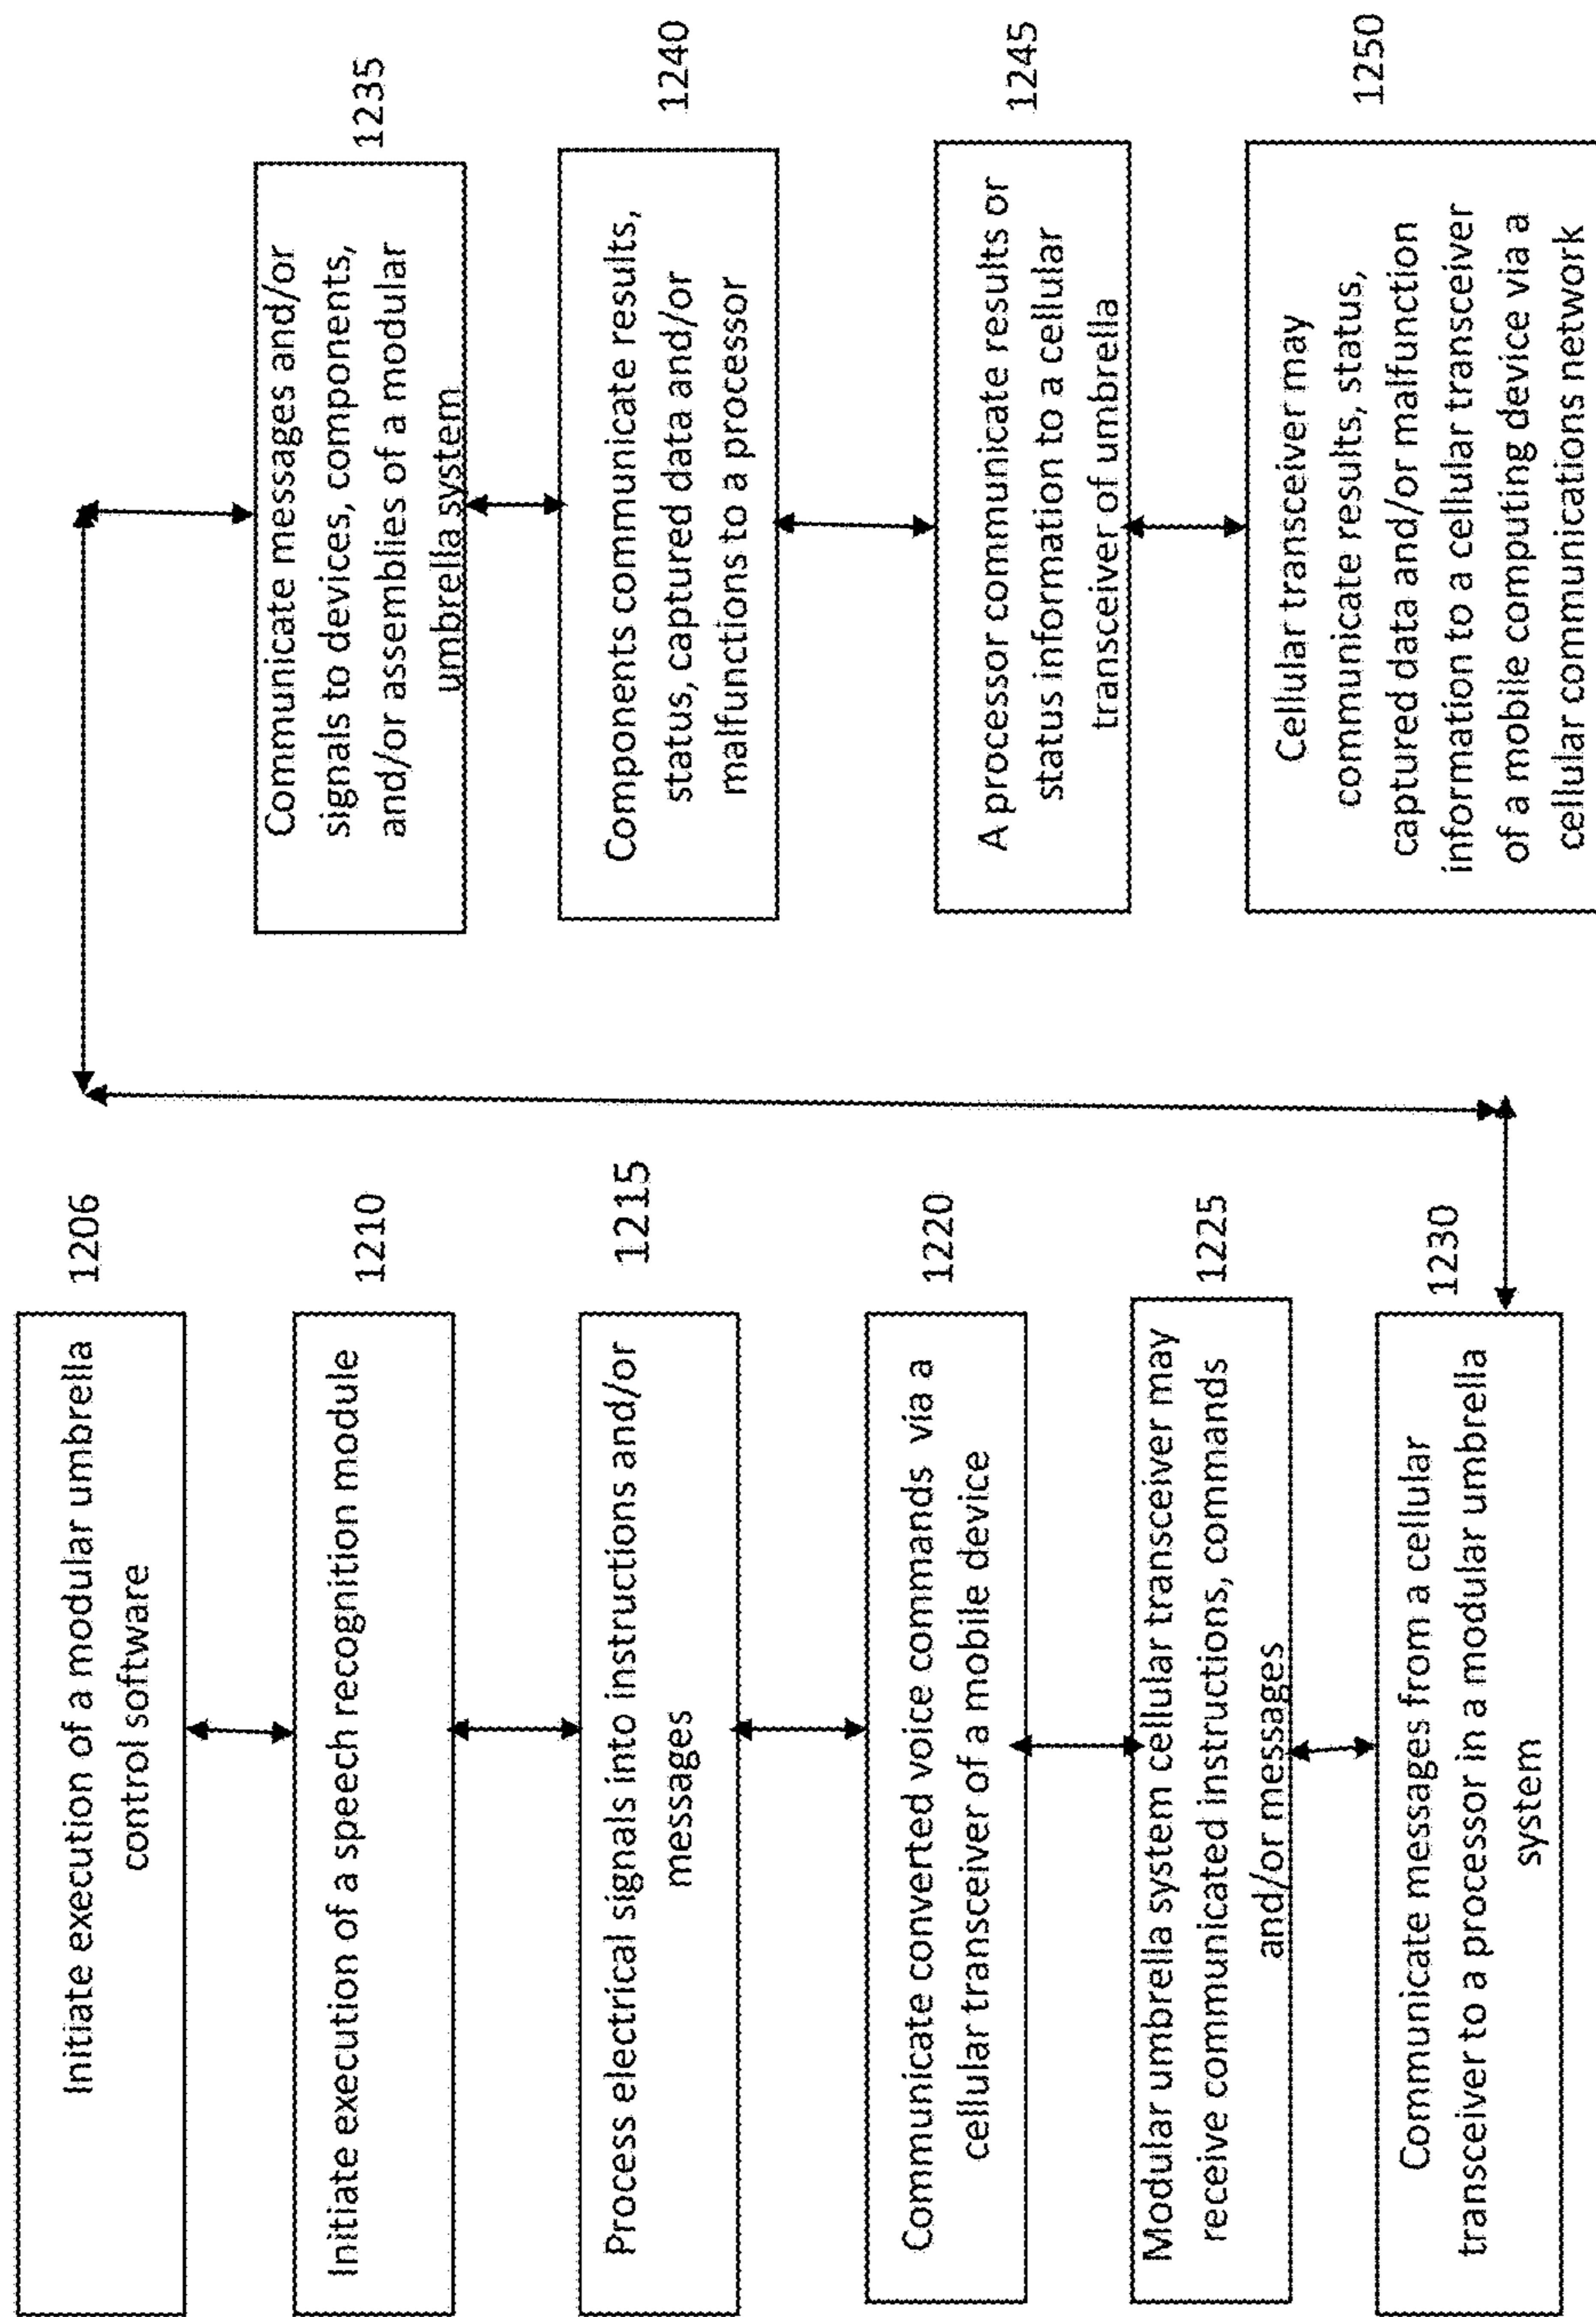 Initiate execution of a modular umbrella
control software
1206
Initiate execution of a speech recognition module
1210
Process electrical signals into instructions and/or
messages
1215
Communicate converted voice commands via a
cellular transceiver of a mobile device
1220
Modular umbrella system cellular transceiver may
receive communicated instructions, commands
and/or messages
1225
Communicate messages from a cellular
transceiver to a processor in a modular umbrella
system
1230
Communicate messages and/or
signals to devices, components,
and/or assemblies of a modular
umbrella system
1235
Components communicate results,
status, captured data and/or
malfunctions to a processor
1240
A processor communicate results or
status information to a cellular
transceiver of umbrella
1245
Cellular transceiver may
communicate results, status,
captured data and/or malfunction
information to a cellular transceiver
of a mobile computing device via a
cellular communications network
1250